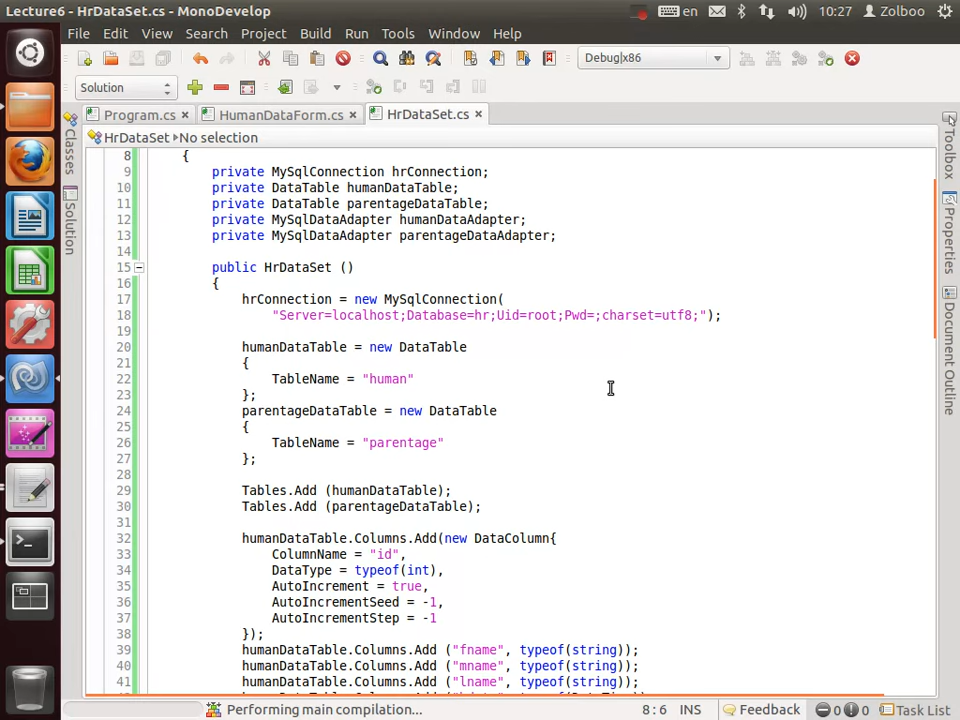 Lecture6 - HrDataSet.cs - MonoDevelop
en
10:27
Zolboo
File Edit View Search Project Build Run Tools Window Help
Debug|x86
Solution
Program.cs
HumanDataForm.cs
HrDataSet.cs
HrDataSet
No selection
Classes
Solution
Toolbox
Properties
Document Outline
8 {
9 private MySqlConnection hrConnection;
10 private DataTable humanDataTable;
11 private DataTable parentageDataTable;
12 private MySqlDataAdapter humanDataAdapter;
13 private MySqlDataAdapter parentageDataAdapter;
14
15 public HrDataSet ()
16 {
17 hrConnection = new MySqlConnection(
18 "Server=localhost;Database=hr;Uid=root;Pwd=;charset=utf8;");
19
20 humanDataTable = new DataTable
21 {
22 TableName = "human"
23 };
24 parentageDataTable = new DataTable
25 {
26 TableName = "parentage"
27 };
28
29 Tables.Add (humanDataTable);
30 Tables.Add (parentageDataTable);
31
32 humanDataTable.Columns.Add(new DataColumn{
33 ColumnName = "id",
34 DataType = typeof(int),
35 AutoIncrement = true,
36 AutoIncrementSeed = -1,
37 AutoIncrementStep = -1
38 });
39 humanDataTable.Columns.Add ("fname", typeof(string));
40 humanDataTable.Columns.Add ("mname", typeof(string));
41 humanDataTable.Columns.Add ("lname", typeof(string));
Performing main compilation...
8 : 6 INS
Feedback
0
0
Task List